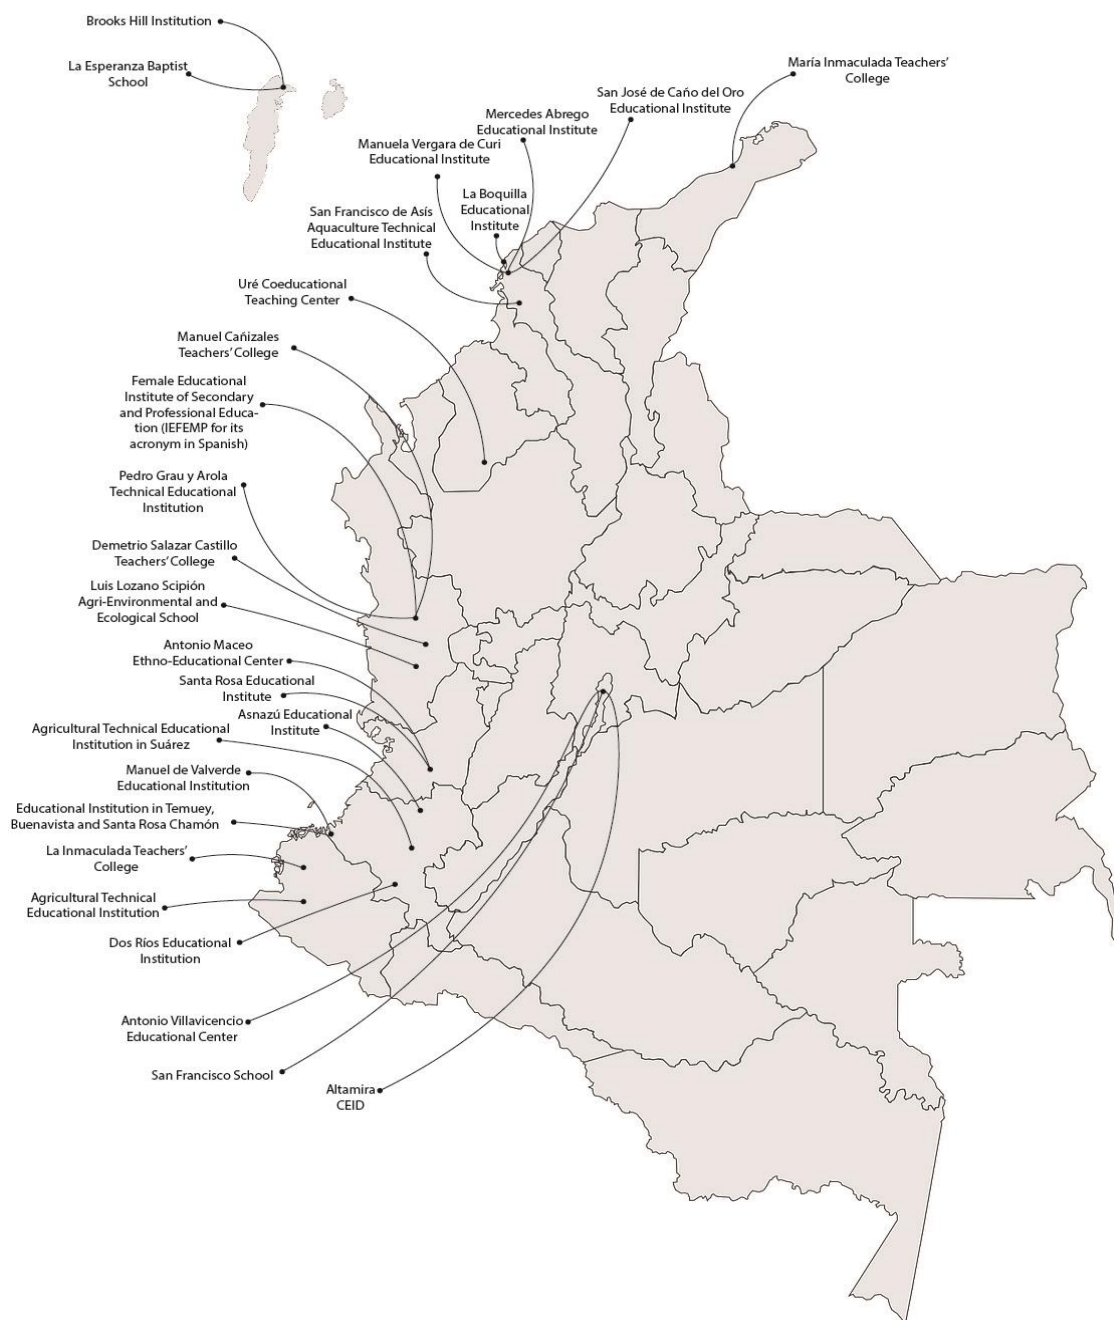 Brooks Hill Institution
La Esperanza Baptist
School
María Inmaculada Teachers'
College
San José de Caño del Oro
Educational Institute
Mercedes Abrego
Educational Institute
Manuela Vergara de Curi
Educational Institute
La Boquilla
Educational
Institute
San Francisco de Asís
Aquaculture Technical
Educational Institute
Uré Coeducational
Teaching Center
Manuel Cañizales
Teachers' College
Female Educational
Institute of Secondary
and Professional Educa-
tion (IEFEMP for its
acronym in Spanish)
Pedro Grau y Arola
Technical Educational
Institution
Demetrio Salazar Castillo
Teachers' College
Luis Lozano Scipión
Agri-Environmental and
Ecological School
Antonio Maceo
Ethno-Educational Center
Santa Rosa Educational
Institute
Asnazú Educational
Institute
Agricultural Technical Educational
Institution in Suárez
Manuel de Valverde
Educational Institution
Educational Institution in Temuey,
Buenavista and Santa Rosa Chamón
La Inmaculada Teachers'
College
Agricultural Technical
Educational Institution
Dos Ríos Educational
Institution
Antonio Villavicencio
Educational Center
San Francisco School
Altamira
CEID